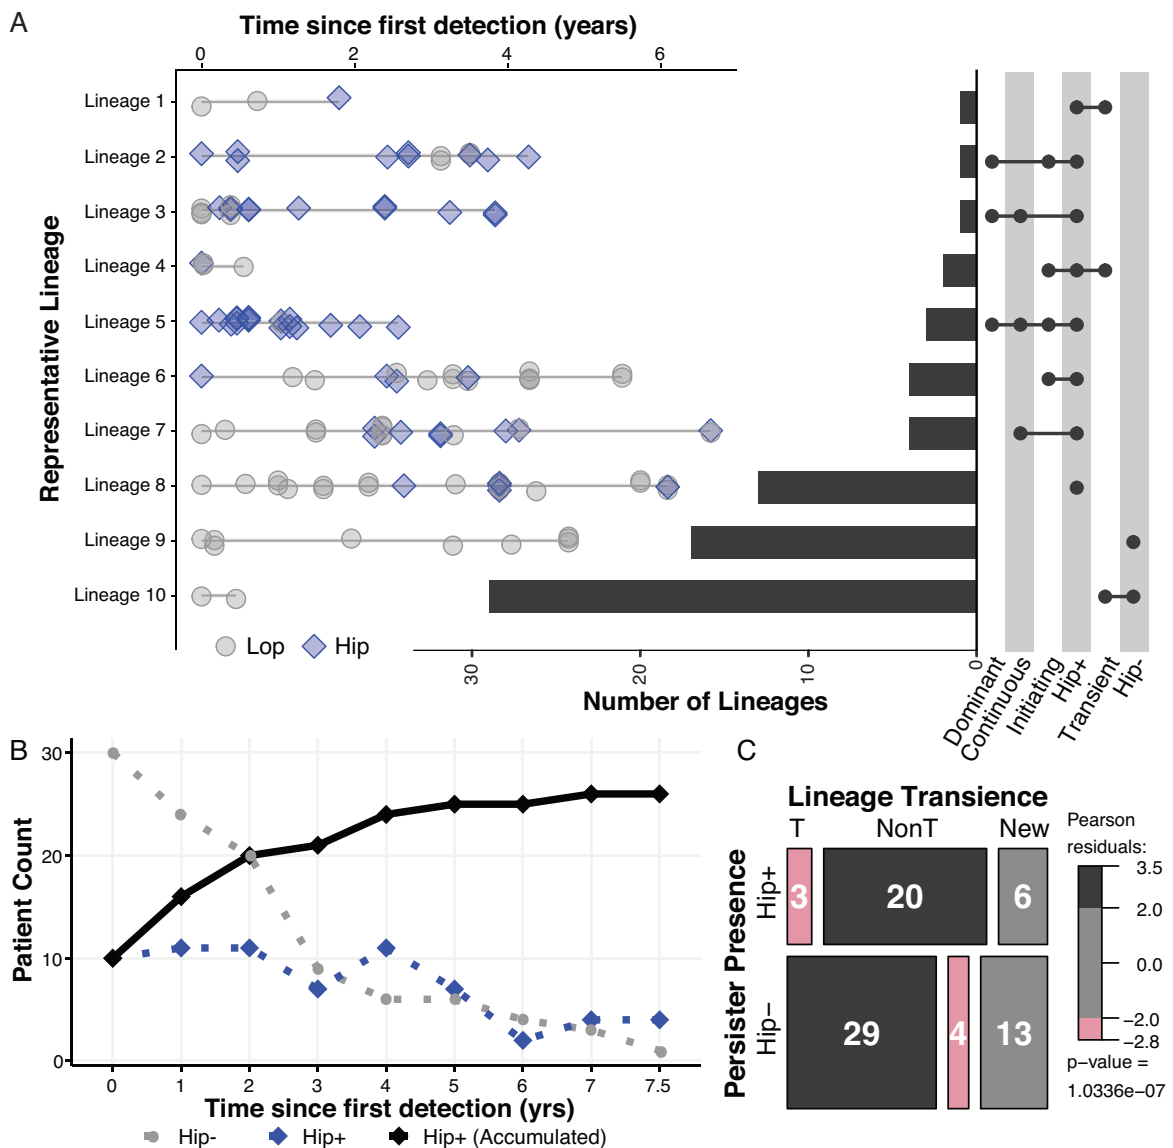 A
Time since first detection (years)
0 2 4 6
Representative Lineage
Lineage 1
Lineage 2
Lineage 3
Lineage 4
Lineage 5
Lineage 6
Lineage 7
Lineage 8
Lineage 9
Lineage 10
Lop Hip
30 20 10 0
Number of Lineages
Dominant
Continuous
Initiating
Hip+
Transient
Hip-
B
Patient Count
30
20
10
0
0 1 2 3 4 5 6 7 7.5
Time since first detection (yrs)
Hip- Hip+ Hip+ (Accumulated)
C
Lineage Transience
T NonT New
Persister Presence
Hip+
3 20 6
Hip−
29 4 13
Pearson
residuals:
3.5
2.0
0.0
−2.0
−2.8
p−value =
1.0336e−07